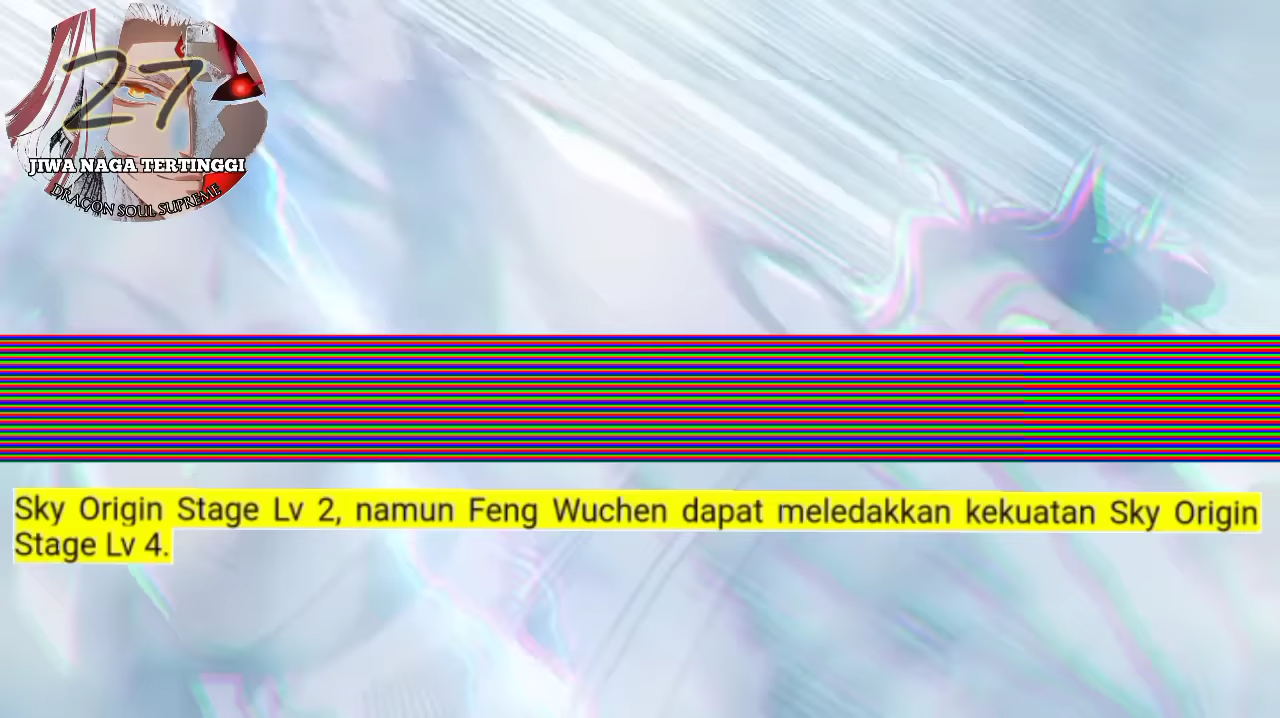 27
JIWA NAGA TERTINGGI
DRAGON SOUL SUPREME
Sky Origin Stage Lv 2, namun Feng Wuchen dapat meledakkan kekuatan Sky Origin
Stage Lv 4.